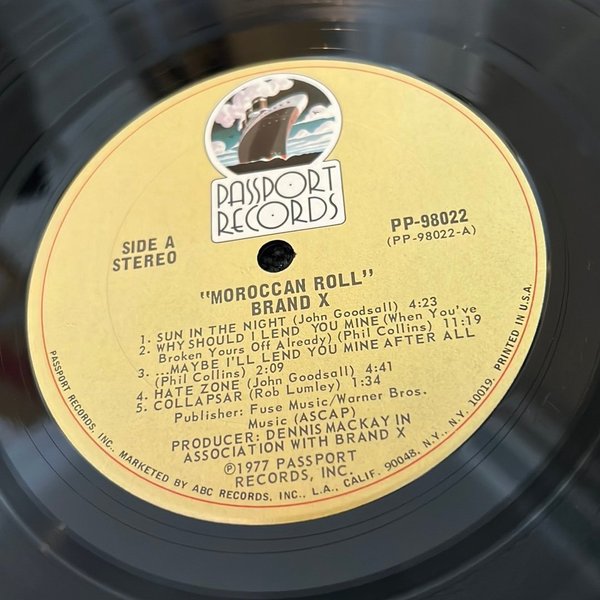 PASSPORT
RECORDS
SIDE A
STEREO
PP-98022
(PP-98022-A)
"MOROCCAN ROLL"
BRAND X
1. SUN IN THE NIGHT (John Goodsall) 4:23
2. WHY SHOULD I LEND YOU MINE (When You've
Broken Yours Off Already) (Phil Collins) 11:19
3. ...MAYBE I'LL LEND YOU MINE AFTER ALL
(Phil Collins) 2:09
4. HATE ZONE (John Goodsall) 4:41
5. COLLAPSAR (Rob Lumley) 1:34
Publisher: Fuse Music/Warner Bros.
Music (ASCAP)
PRODUCER: DENNIS MACKAY IN
ASSOCIATION WITH BRAND X
℗1977 PASSPORT
RECORDS, INC.
PASSPORT RECORDS, INC., MARKETED BY ABC RECORDS, INC., L.A., CALIF. 90048, N.Y., N.Y. 10019. PRINTED IN U.S.A.